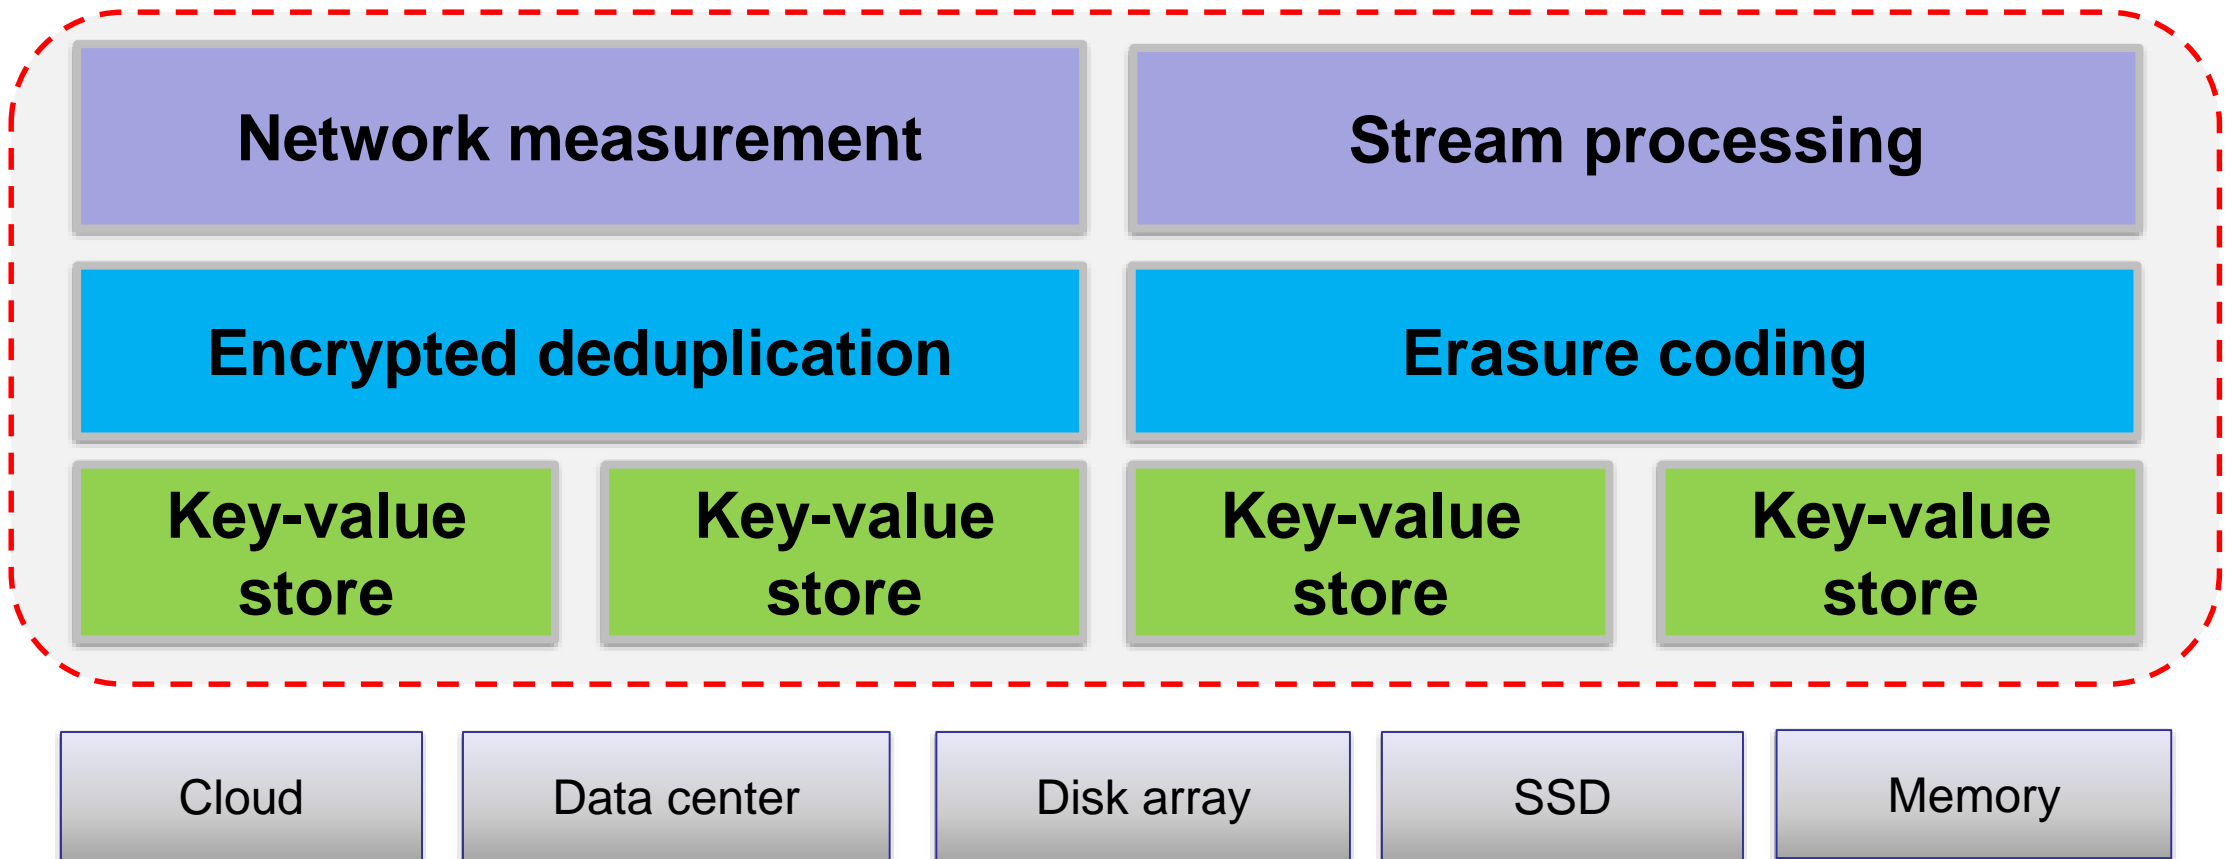 Network measurement
Stream processing
Encrypted deduplication
Erasure coding
Key-value
store
Key-value
store
Key-value
store
Key-value
store
Cloud
Data center
Disk array
SSD
Memory